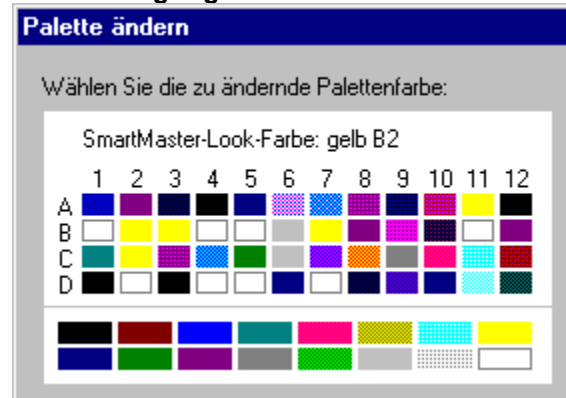 Palette ändern
Wählen Sie die zu ändernde Palettenfarbe:
SmartMaster-Look-Farbe: gelb B2
1 2 3 4 5 6 7 8 9 10 11 12
A
B
C
D